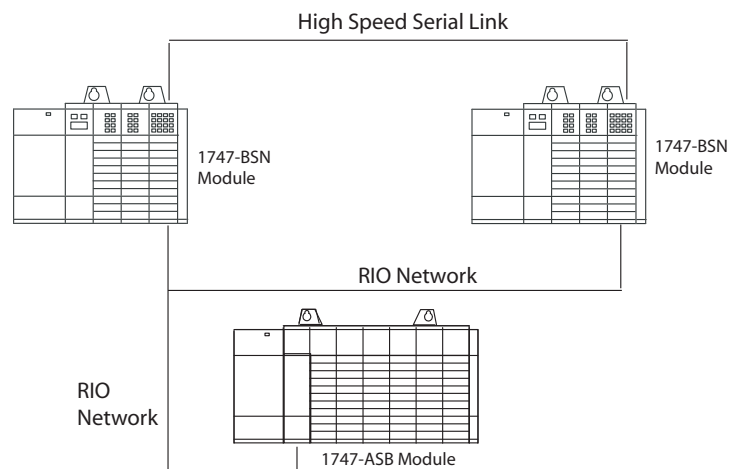 High Speed Serial Link
1747-BSN
Module
1747-BSN
Module
RIO Network
RIO
Network
1747-ASB Module